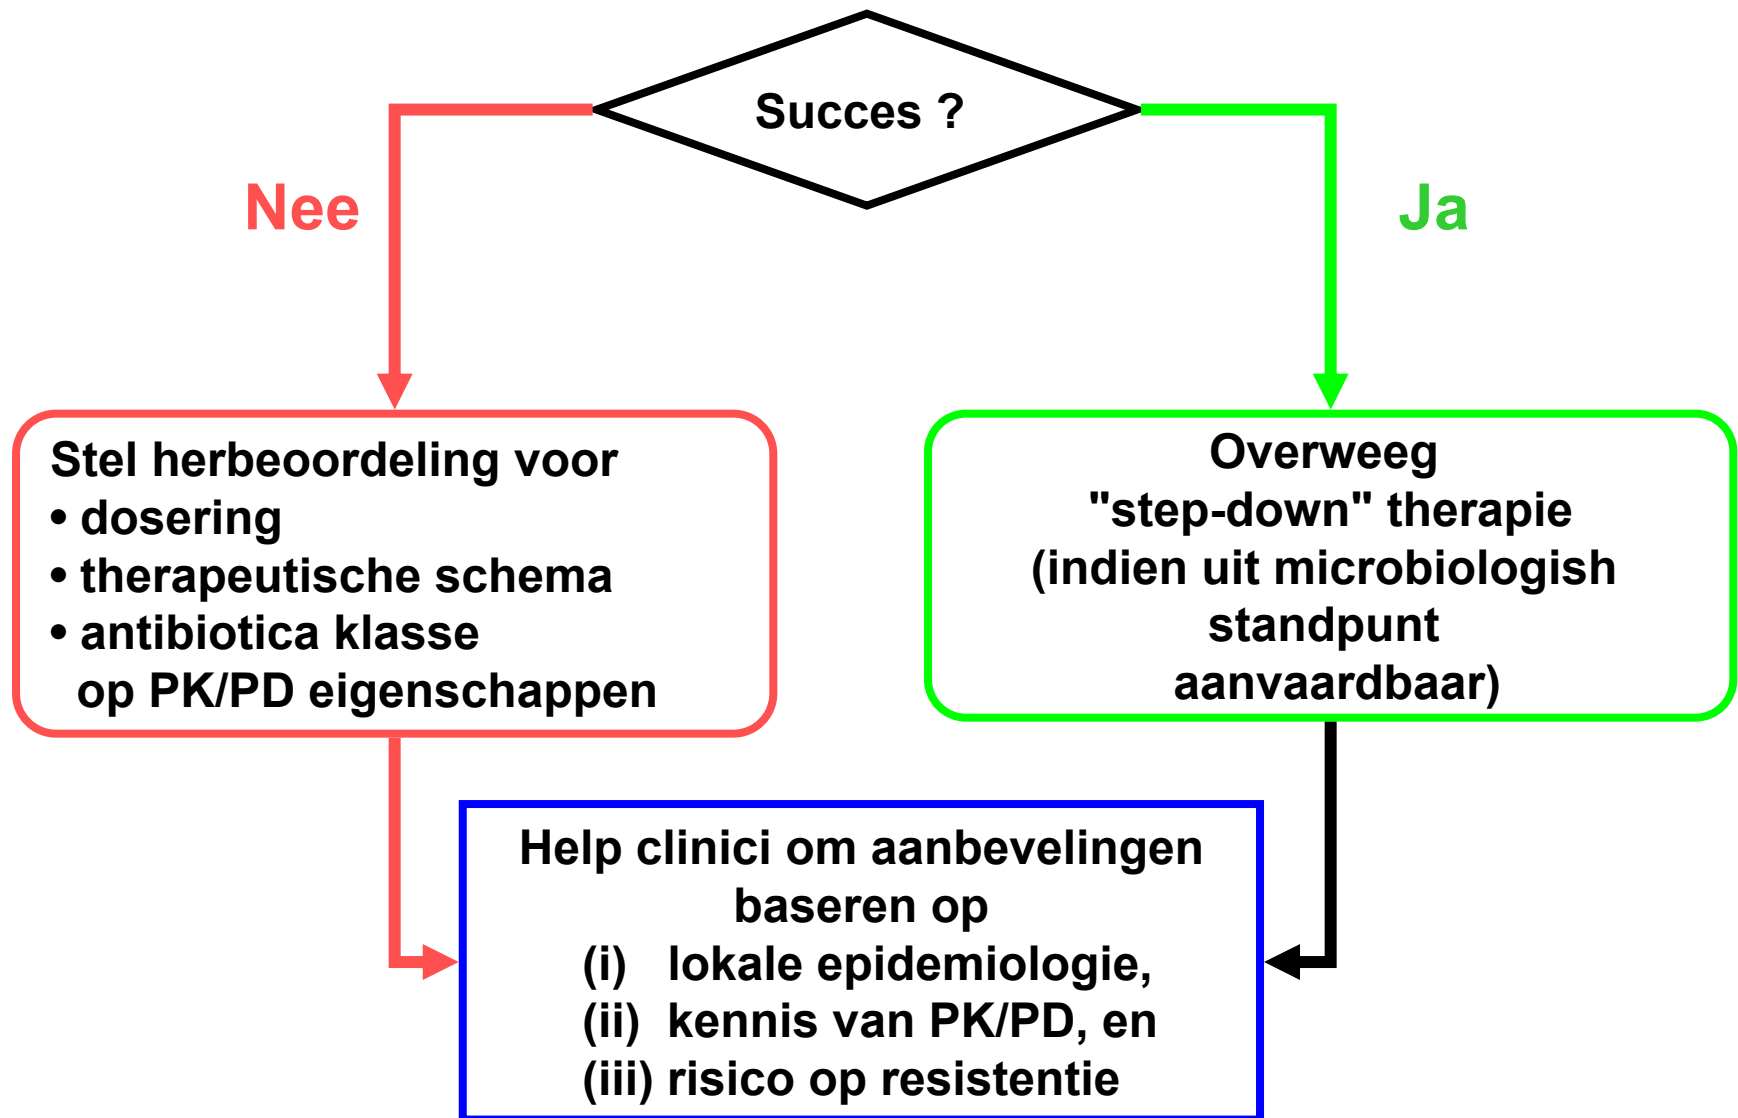 Succes ?
Nee
Ja
Stel herbeoordeling voor
• dosering
• therapeutische schema
• antibiotica klasse
op PK/PD eigenschappen
Overweeg
"step-down" therapie
(indien uit microbiologish
standpunt
aanvaardbaar)
Help clinici om aanbevelingen
baseren op
(i) lokale epidemiologie,
(ii) kennis van PK/PD, en
(iii) risico op resistentie